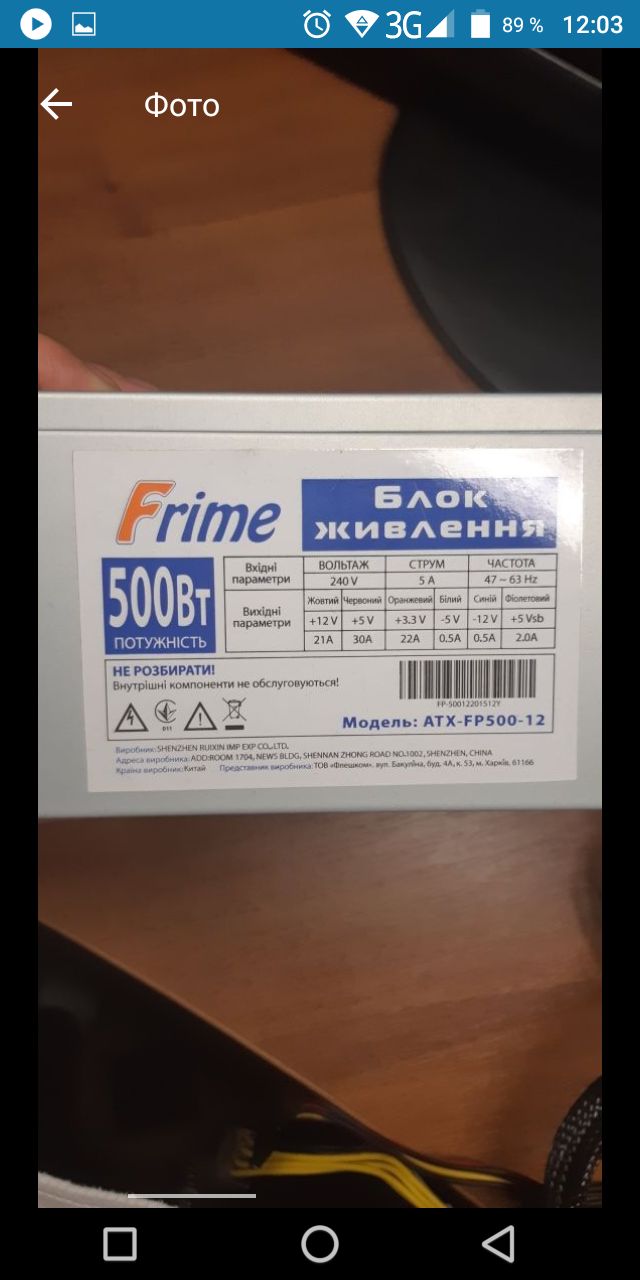 3G 89 % 12:03
Фото
Frime
Блок
живлення
500Вт
ПОТУЖНІСТЬ
Вхідні параметри
ВОЛЬТАЖ СТРУМ ЧАСТОТА
240 V 5 A 47 ~ 63 Hz
Вихідні параметри
Жовтий Червоний Оранжевий Білий Синій Фіолетовий
+12 V +5 V +3.3 V -5 V -12 V +5 Vsb
21A 30A 22A 0.5A 0.5A 2.0A
НЕ РОЗБИРАТИ!
Внутрішні компоненти не обслуговуються!
011
FP-50012201512Y
Модель: ATX-FP500-12
Виробник: SHENZHEN RUIXIN IMP EXP CO.,LTD.
Адреса виробника: ADD:ROOM 1704, NEWS BLDG, SHENNAN ZHONG ROAD NO.1002, SHENZHEN, CHINA
Країна виробник: Китай Представник виробника: ТОВ «Флешком». вул. Бакуліна, буд. 4А, к. 53, м. Харків. 61166